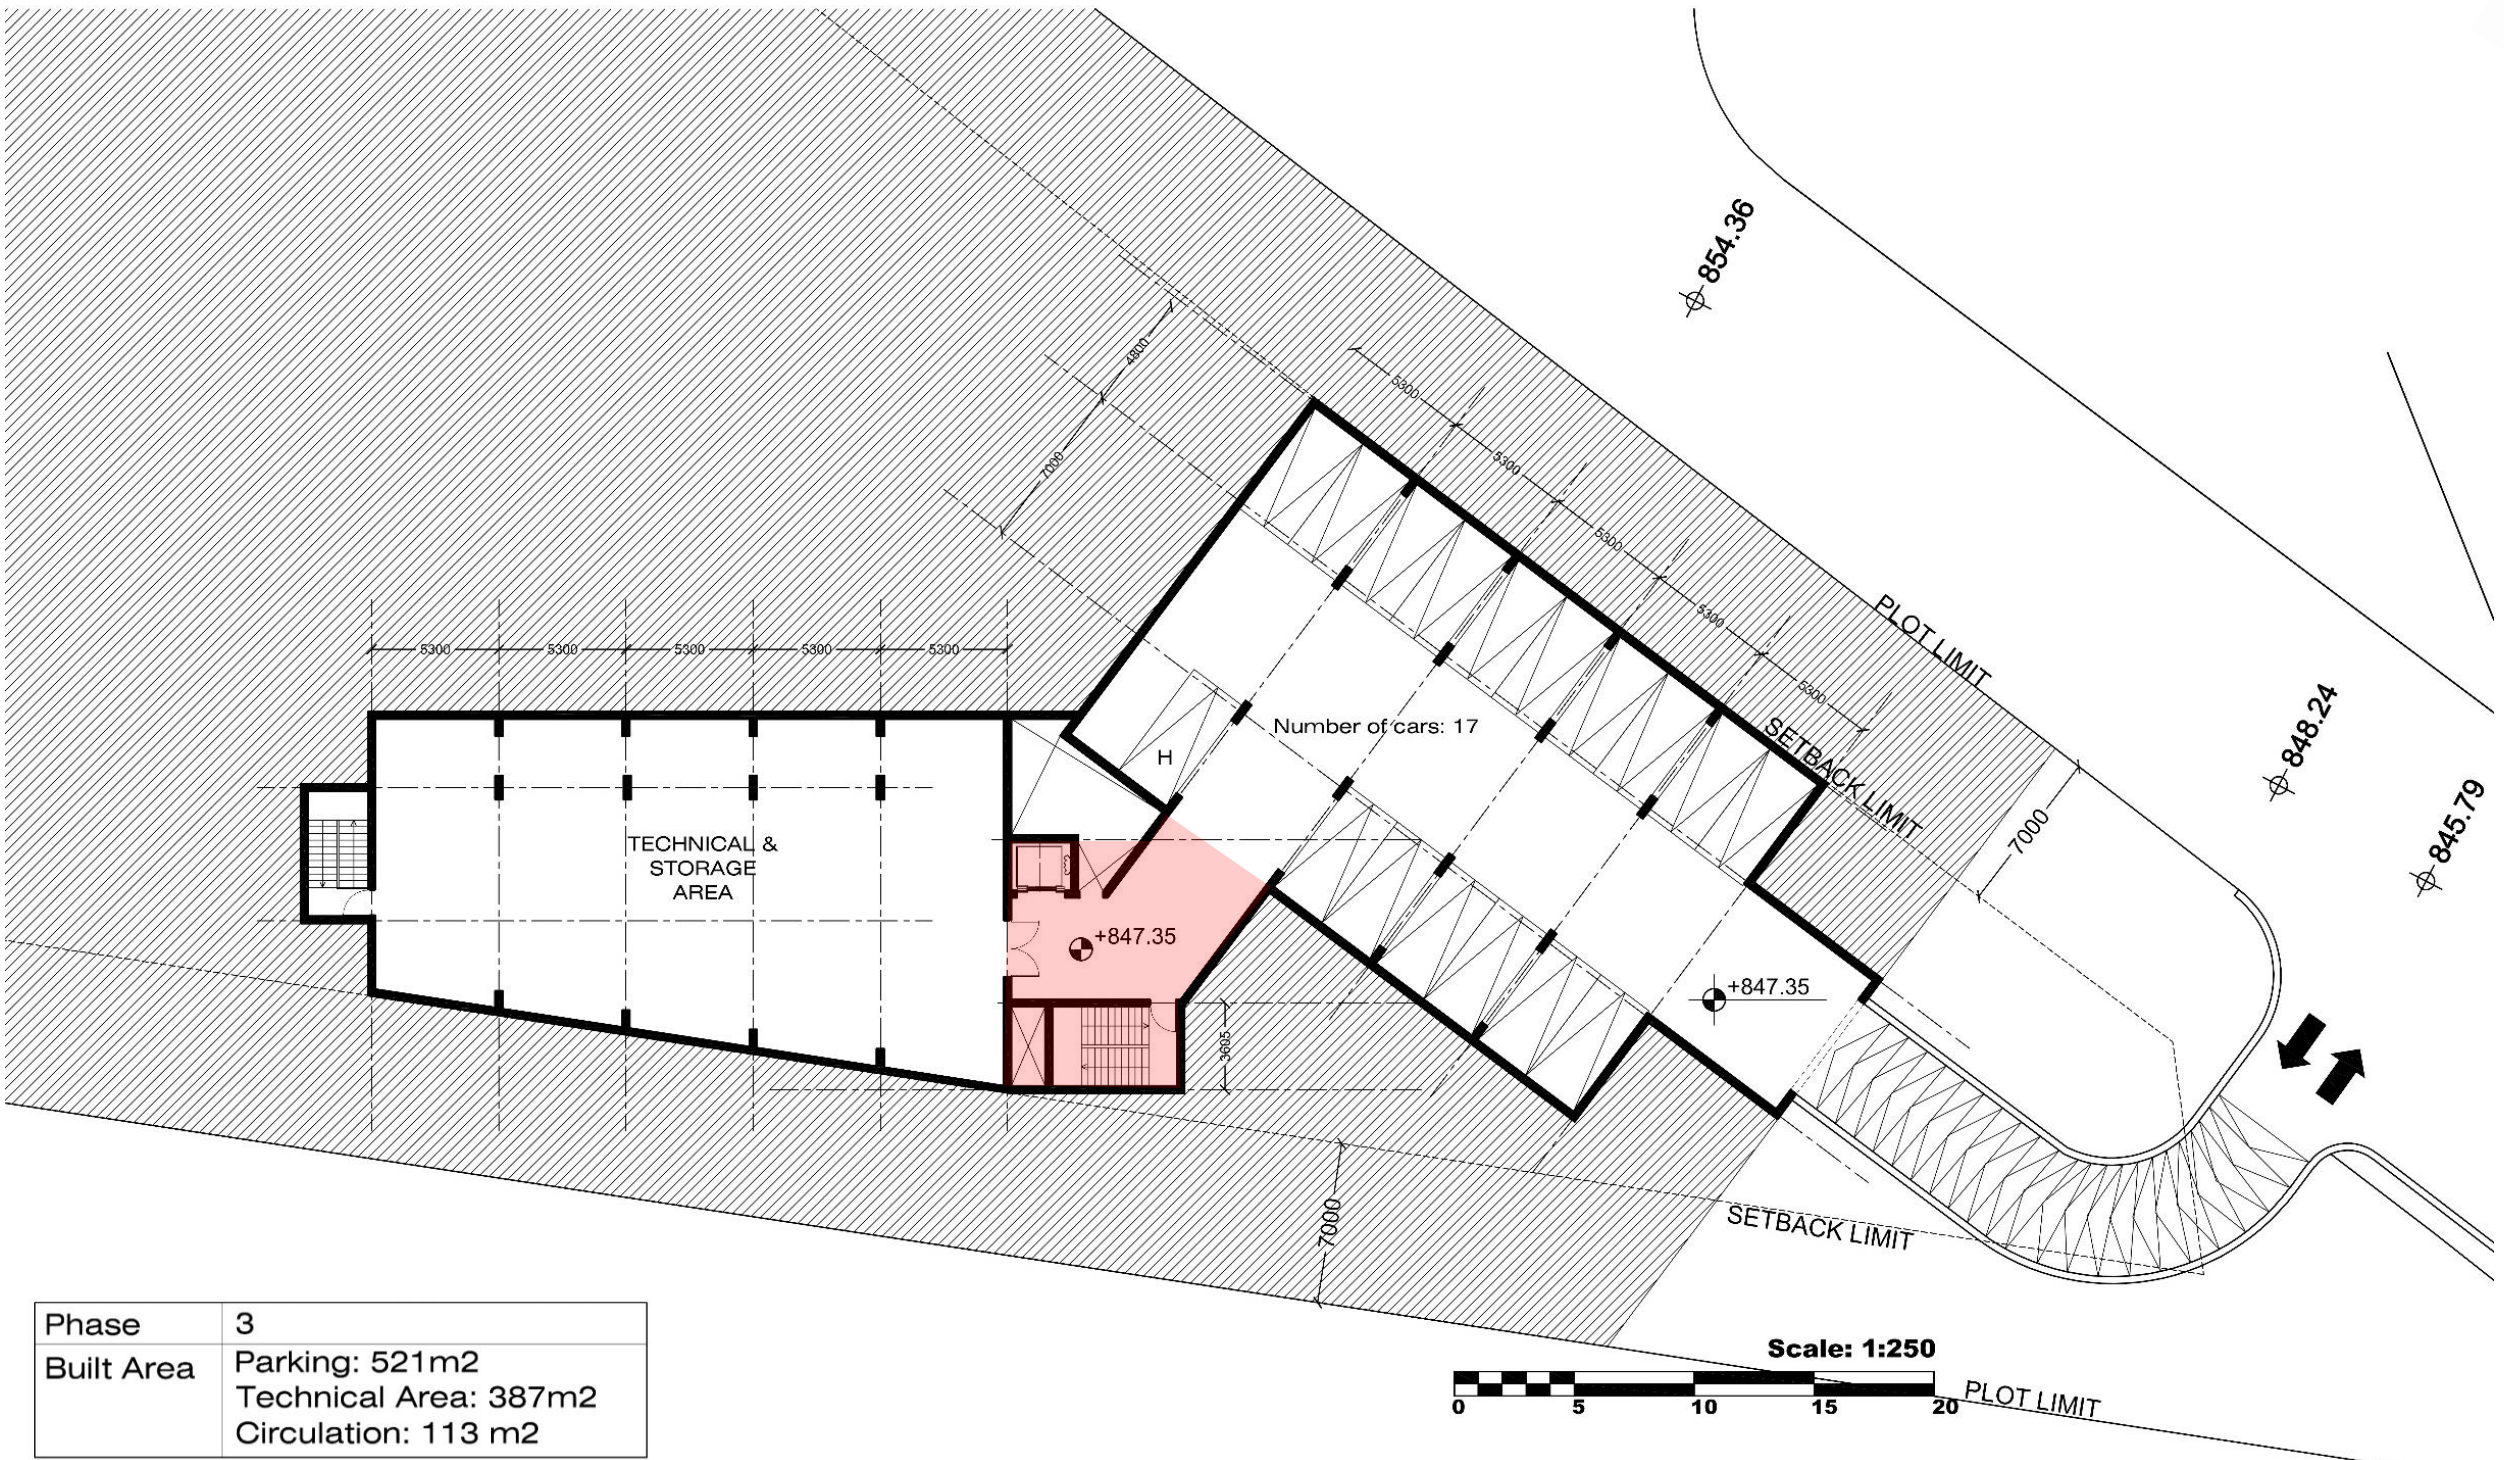 854.36
4800
7000
5300
5300
5300
5300
5300
PLOT LIMIT
SETBACK LIMIT
848.24
845.79
7000
5300
5300
5300
5300
5300
Number of cars: 17
H
TECHNICAL &
STORAGE
AREA
+847.35
+847.35
3605
7000
SETBACK LIMIT
PLOT LIMIT
Phase 3
Built Area Parking: 521m2
Technical Area: 387m2
Circulation: 113 m2
Scale: 1:250
0 5 10 15 20